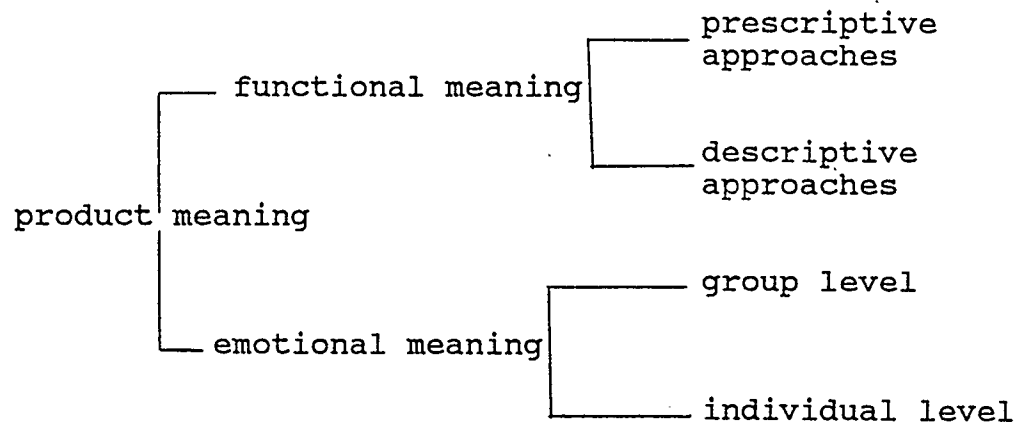 prescriptive
approaches
functional meaning
descriptive
approaches
product meaning
group level
emotional meaning
individual level